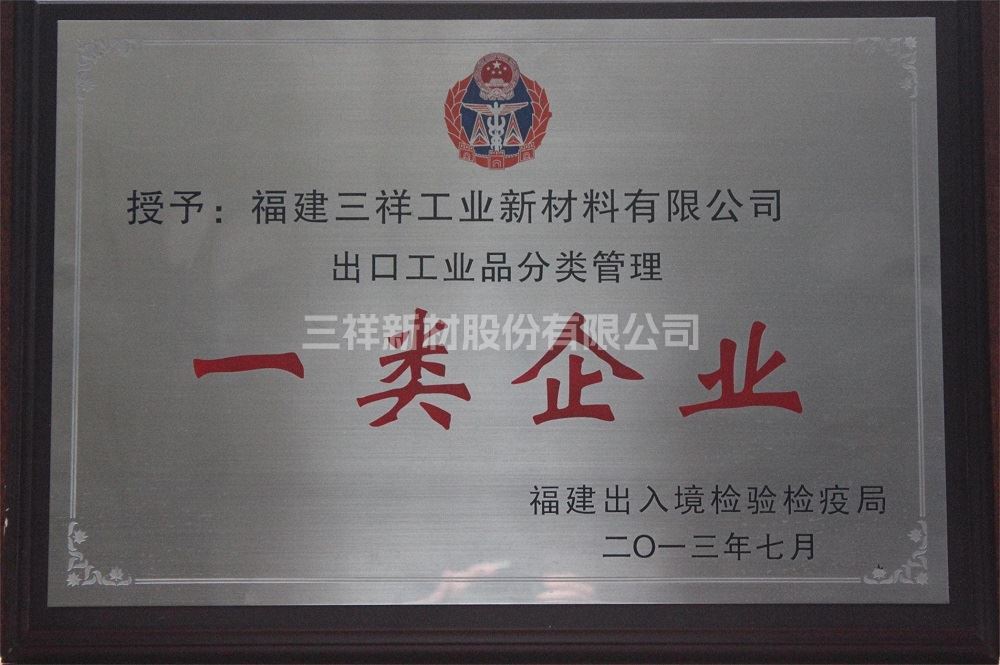 授予：福建三祥工业新材料有限公司
出口工业品分类管理
三祥新材股份有限公司
一类企业
福建出入境检验检疫局
二〇一三年七月